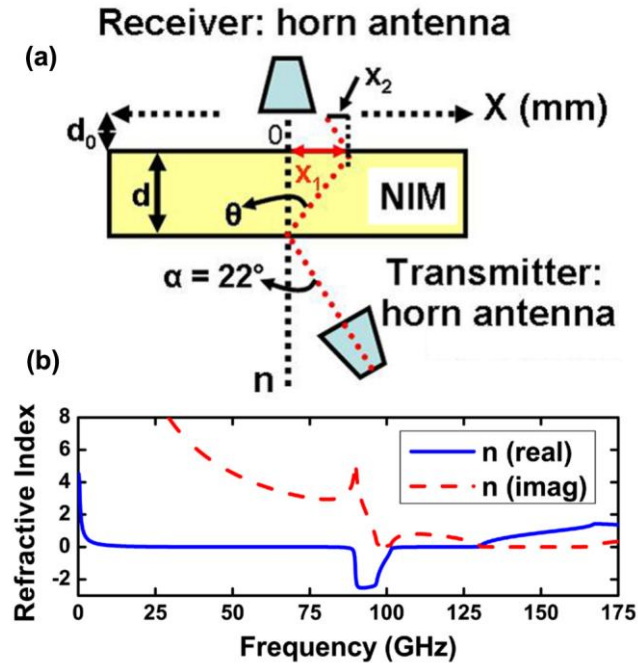 Receiver: horn antenna
(a)
x₂
X (mm)
d₀
0
x₁
d
θ
NIM
α = 22°
Transmitter:
horn antenna
n
(b)
8
6
4
2
0
-2
n (real)
n (imag)
Refractive Index
0 25 50 75 100 125 150 175
Frequency (GHz)